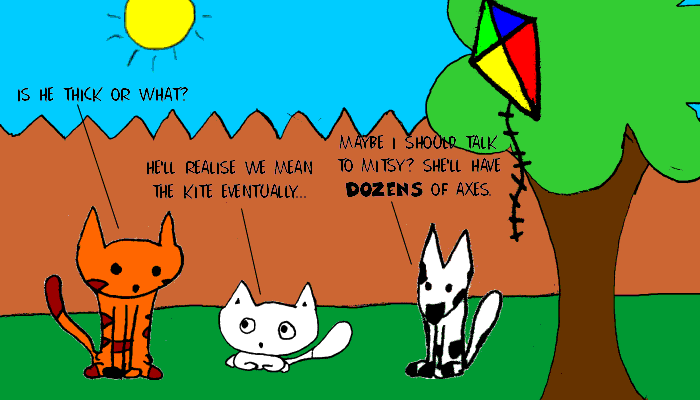 IS HE THICK OR WHAT?
HE'LL REALISE WE MEAN
THE KITE EVENTUALLY...
MAYBE I SHOULD TALK
TO MITSY? SHE'LL HAVE
DOZENS OF AXES.